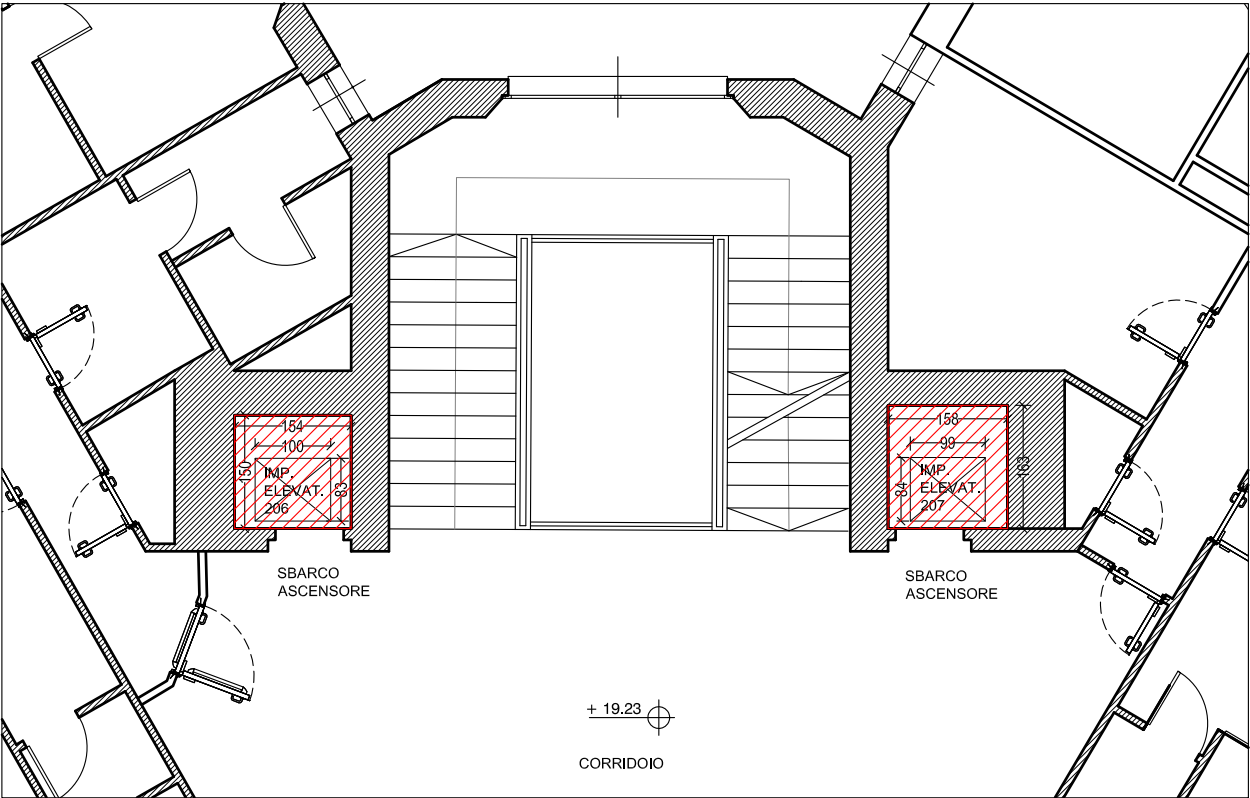 154
100
150
IMP.
ELEVAT.
206
83
158
99
163
84
IMP.
ELEVAT.
207
SBARCO
ASCENSORE
SBARCO
ASCENSORE
+ 19.23
CORRIDOIO